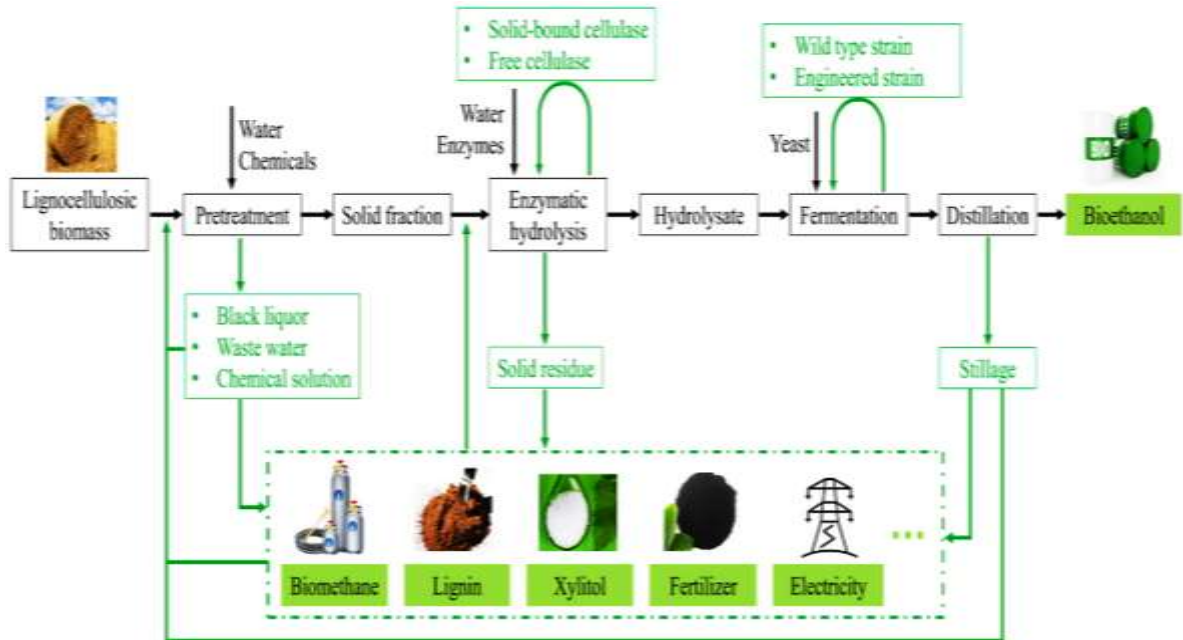 • Solid-bound cellulase
• Free cellulase
• Wild type strain
• Engineered strain
Water
Chemicals
Water
Enzymes
Yeast
Lignocellulosic
biomass
Pretreatment
Solid fraction
Enzymatic
hydrolysis
Hydrolysate
Fermentation
Distillation
Bioethanol
• Black liquor
• Waste water
• Chemical solution
Solid residue
Stillage
Biomethane
Lignin
Xylitol
Fertilizer
Electricity